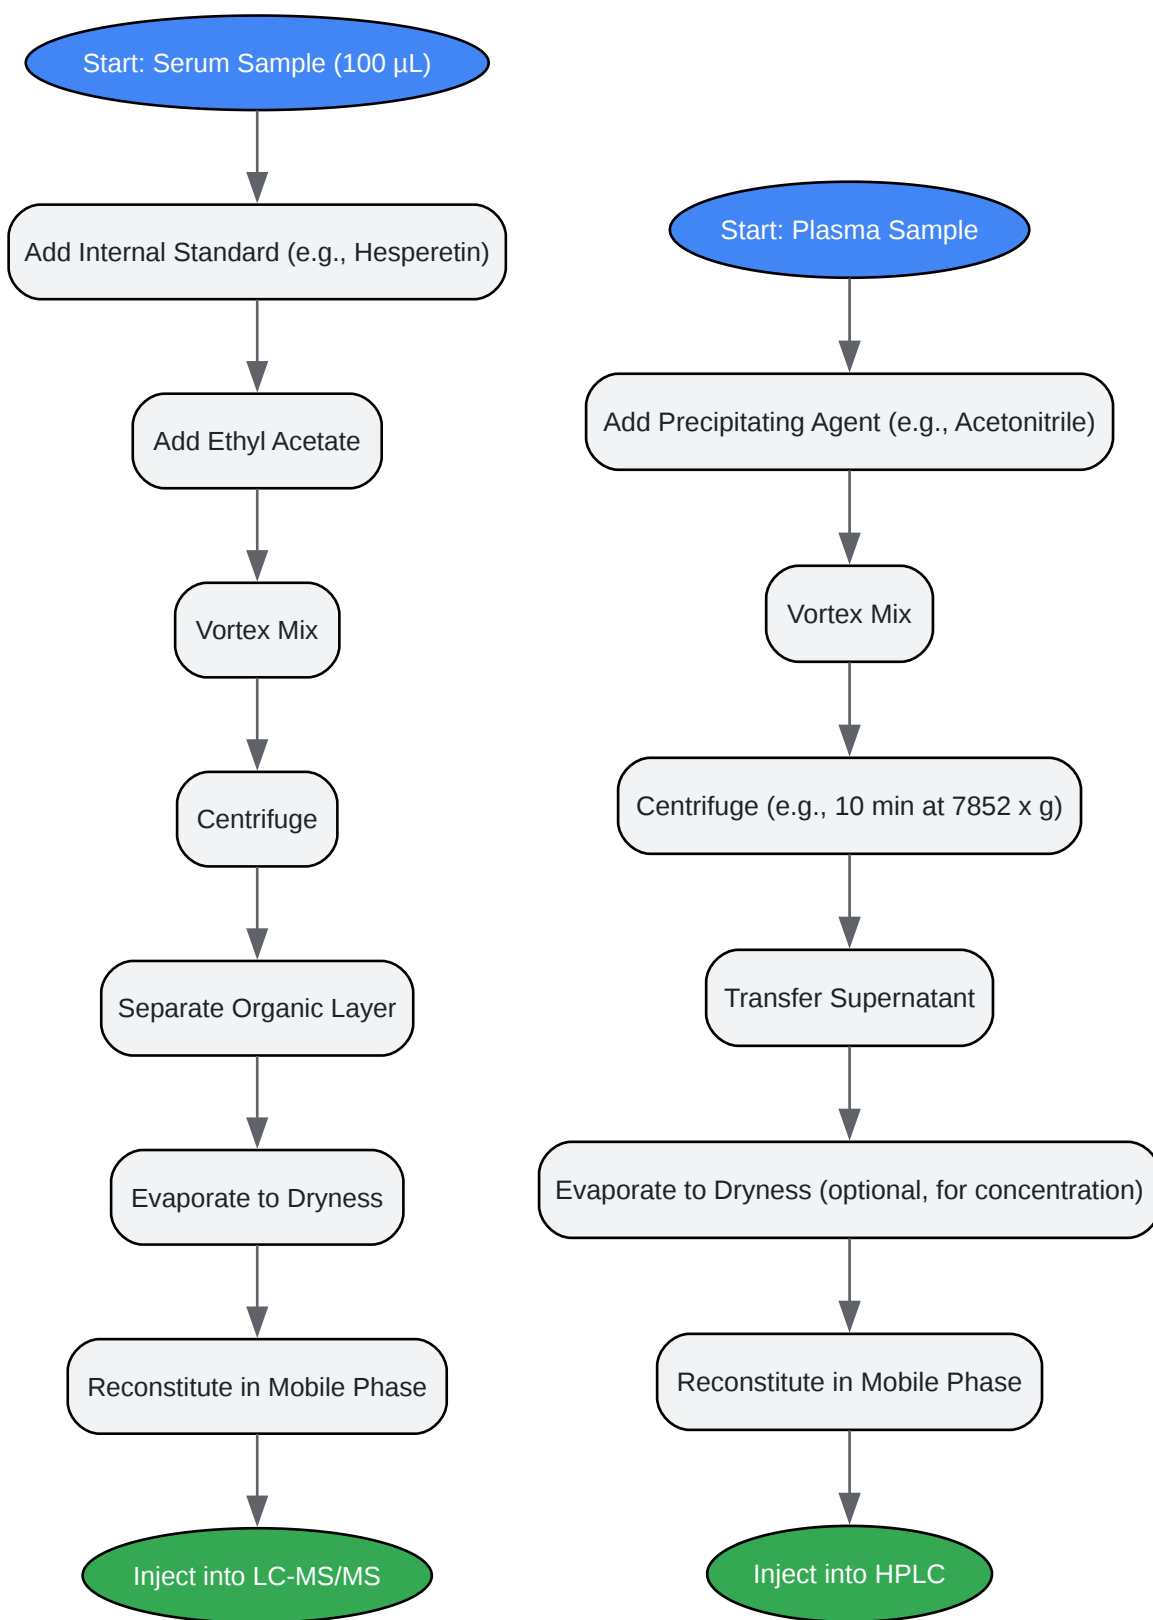 Start: Serum Sample (100 µL)
Add Internal Standard (e.g., Hesperetin)
Add Ethyl Acetate
Vortex Mix
Centrifuge
Separate Organic Layer
Evaporate to Dryness
Reconstitute in Mobile Phase
Inject into LC-MS/MS
Start: Plasma Sample
Add Precipitating Agent (e.g., Acetonitrile)
Vortex Mix
Centrifuge (e.g., 10 min at 7852 x g)
Transfer Supernatant
Evaporate to Dryness (optional, for concentration)
Reconstitute in Mobile Phase
Inject into HPLC